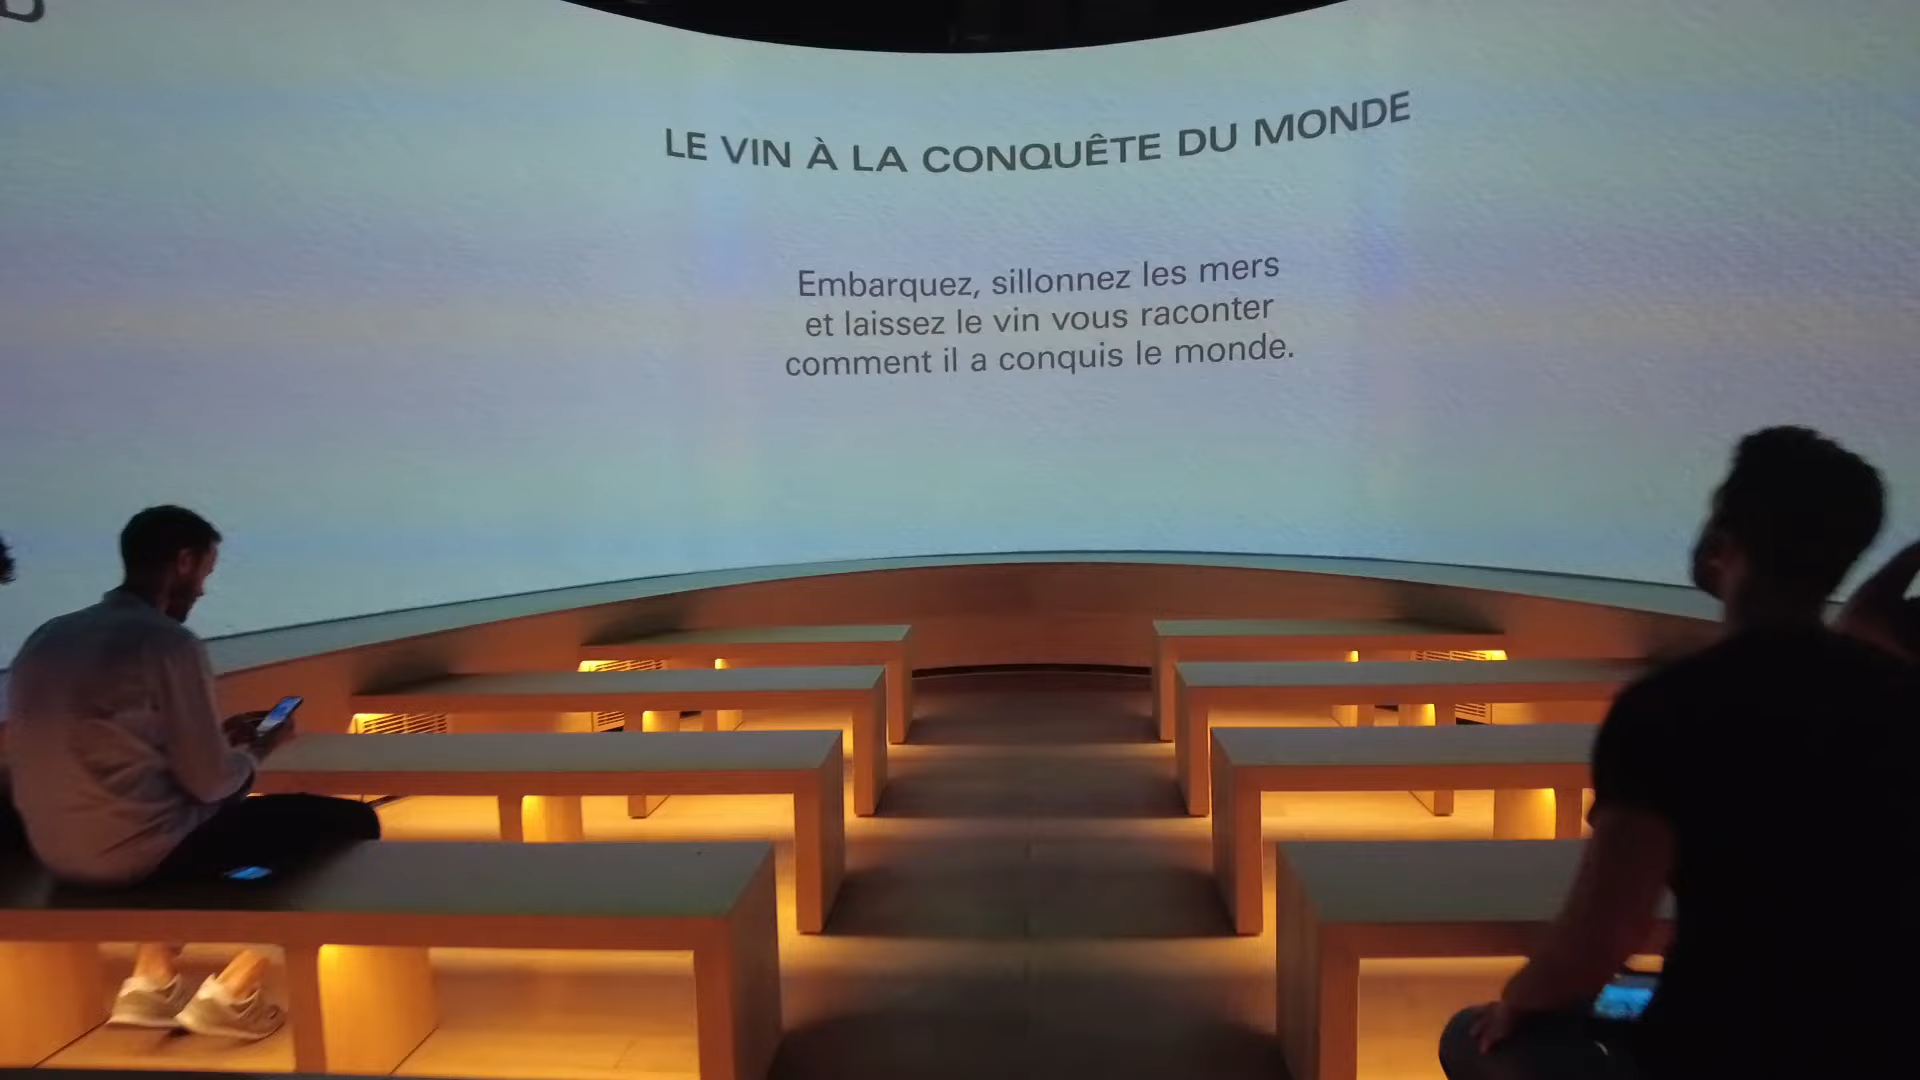 LE VIN À LA CONQUÊTE DU MONDE
Embarquez, sillonnez les mers
et laissez le vin vous raconter
comment il a conquis le monde.